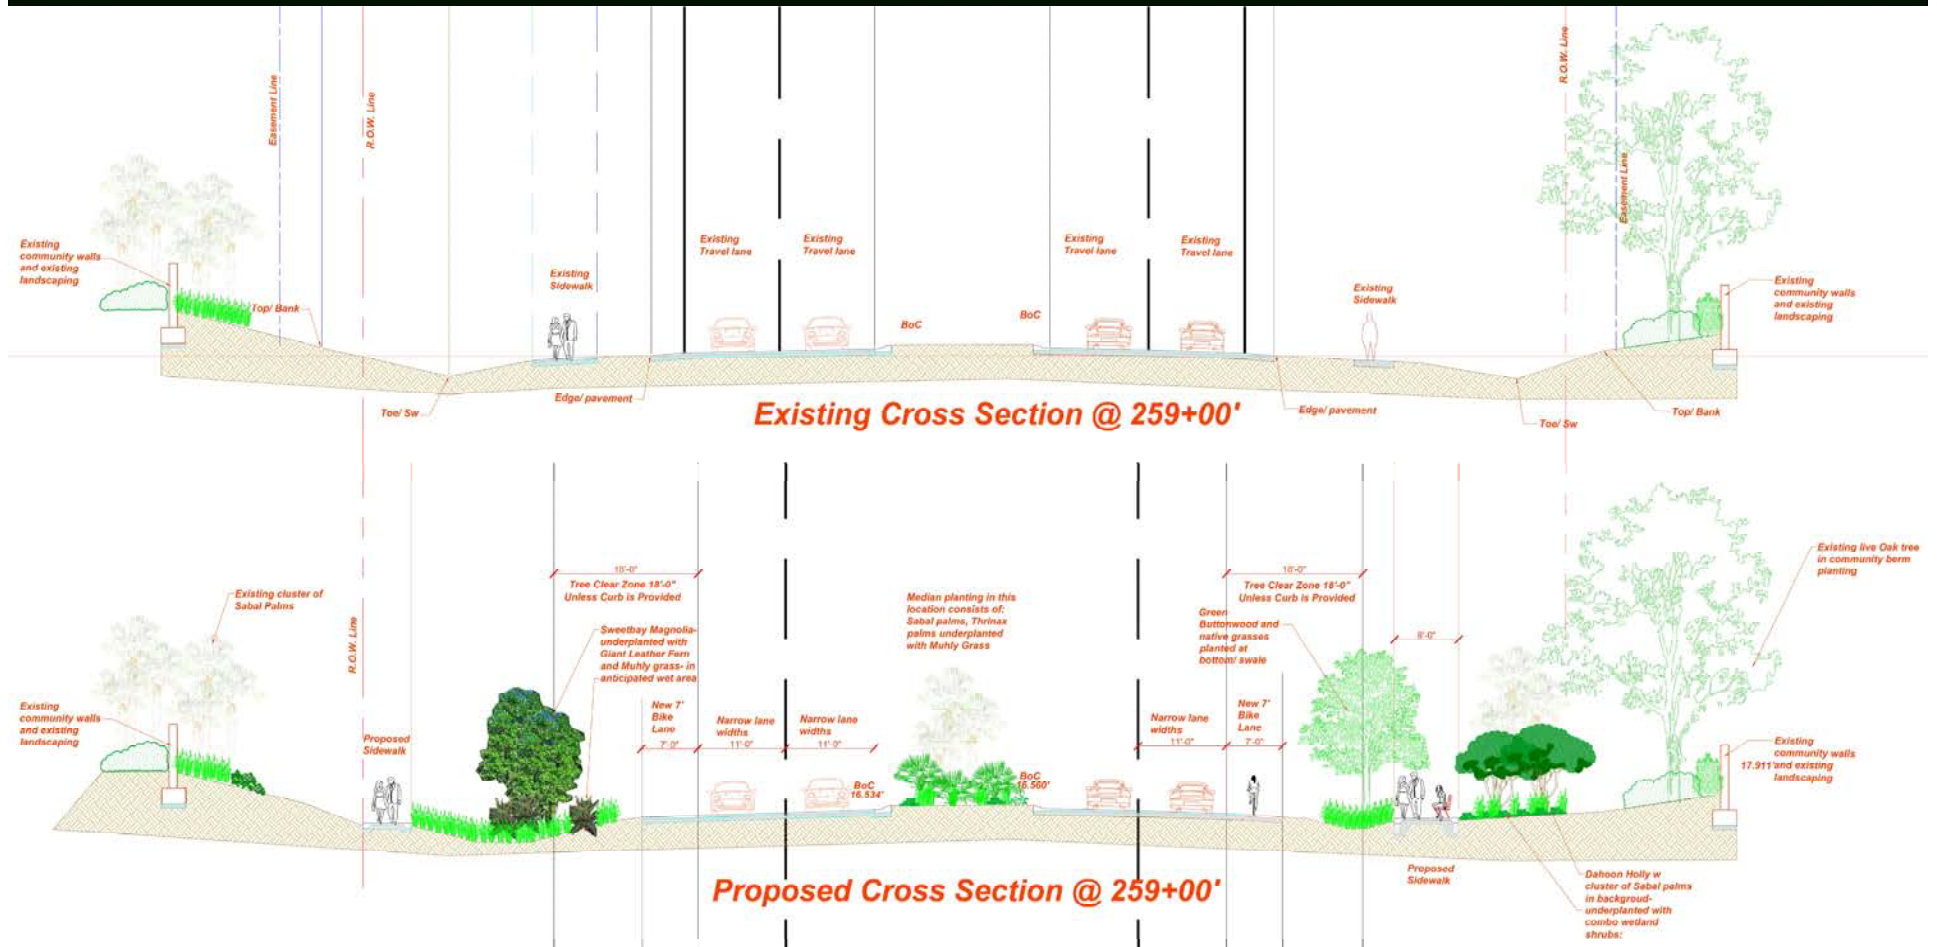 Easement Line
R.O.W. Line
R.O.W. Line
Easement Line
Existing
community walls
and existing
landscaping
Top/ Bank
Existing
Sidewalk
Existing
Travel lane
Existing
Travel lane
BoC
BoC
Existing
Travel lane
Existing
Travel lane
Existing
Sidewalk
Existing
community walls
and existing
landscaping
Toe/ Sw
Edge/ pavement
Existing Cross Section @ 259+00'
Edge/ pavement
Toe/ Sw
Top/ Bank
Existing cluster of
Sabal Palms
R.O.W. Line
18'-0"
Tree Clear Zone 18'-0"
Unless Curb is Provided
Sweetbay Magnolia-
underplanted with
Giant Leather Fern
and Muhly grass- in
anticipated wet area
Median planting in this
location consists of:
Sabal palms, Thrinax
palms underplanted
with Muhly Grass
18'-0"
Tree Clear Zone 18'-0"
Unless Curb is Provided
Green
Buttonwood and
native grasses
planted at
bottom/ swale
8'-0"
Existing live Oak tree
in community berm
planting
Existing
community walls
and existing
landscaping
Proposed
Sidewalk
New 7'
Bike
Lane
7'-0"
Narrow lane
widths
11'-0"
Narrow lane
widths
11'-0"
BoC
16.534'
BoC
16.560'
Narrow lane
widths
11'-0"
New 7'
Bike
Lane
7'-0"
Existing
community walls
17.911' and existing
landscaping
Proposed Cross Section @ 259+00'
Proposed
Sidewalk
Dahoon Holly w
cluster of Sabal palms
in backgroud-
underplanted with
combo wetland
shrubs: